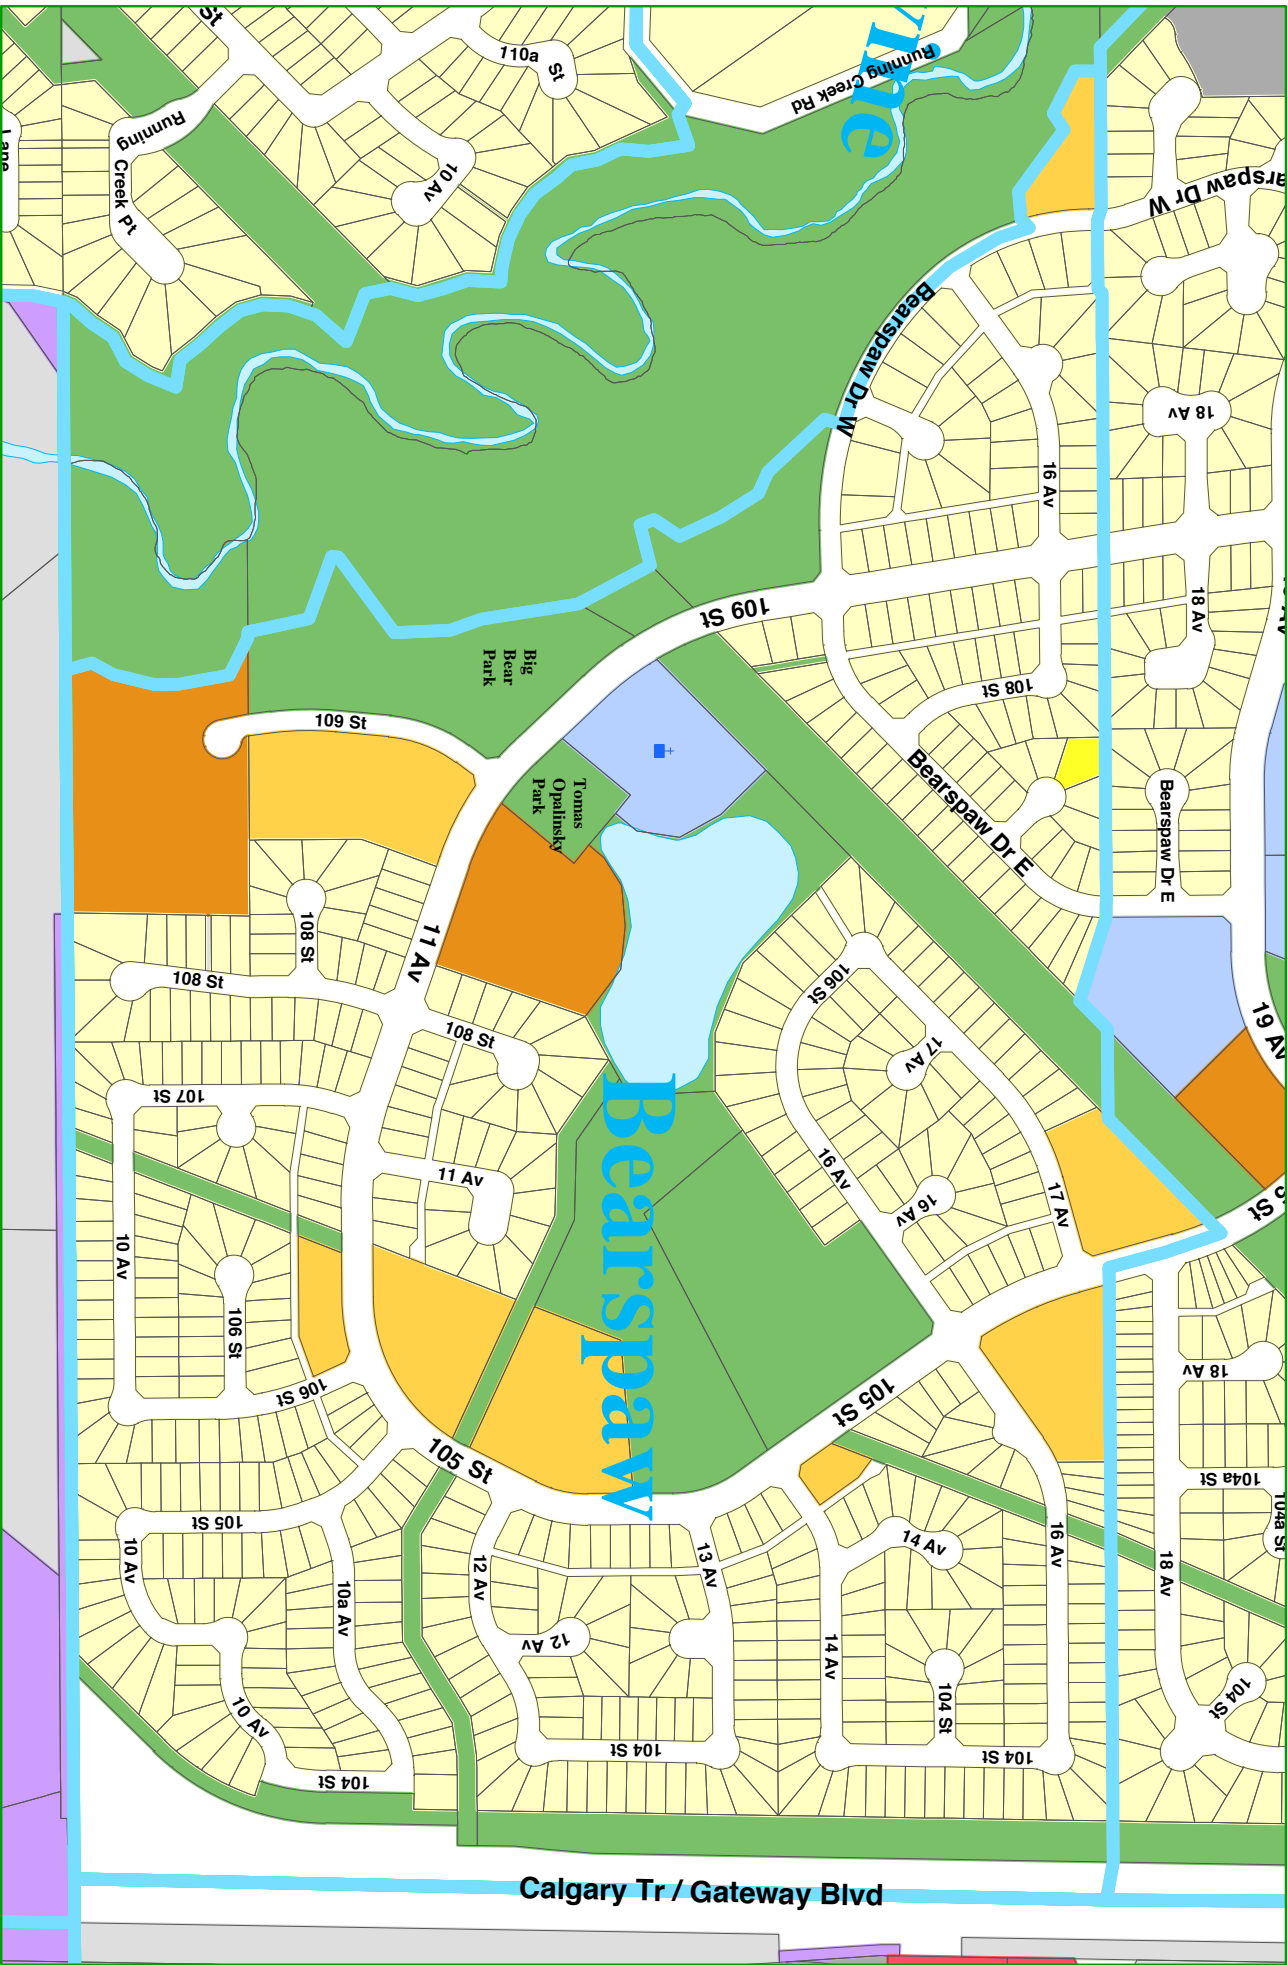 St
110a St
Running Creek Rd
vine
Running
Creek Pt
Lane
10 Av
earspaw Dr W
Bearspaw Dr W
18 Av
16 Av
109 St
18 Av
Big
Bear
Park
108 St
109 St
Tomas
Opalinsky
Park
Bearspaw Dr E
Bearspaw Dr E
11 Av
108 St
108 St
106 St
19 Av
108 St
17 Av
107 St
Bearspaw
11 Av
16 Av
16 Av
17 Av
10 Av
106 St
106 St
18 Av
105 St
105 St
104a St
104a St
105 St
10 Av
10a Av
12 Av
13 Av
14 Av
16 Av
18 Av
12 Av
14 Av
104 St
104 St
10 Av
104 St
104 St
104 St
Calgary Tr / Gateway Blvd